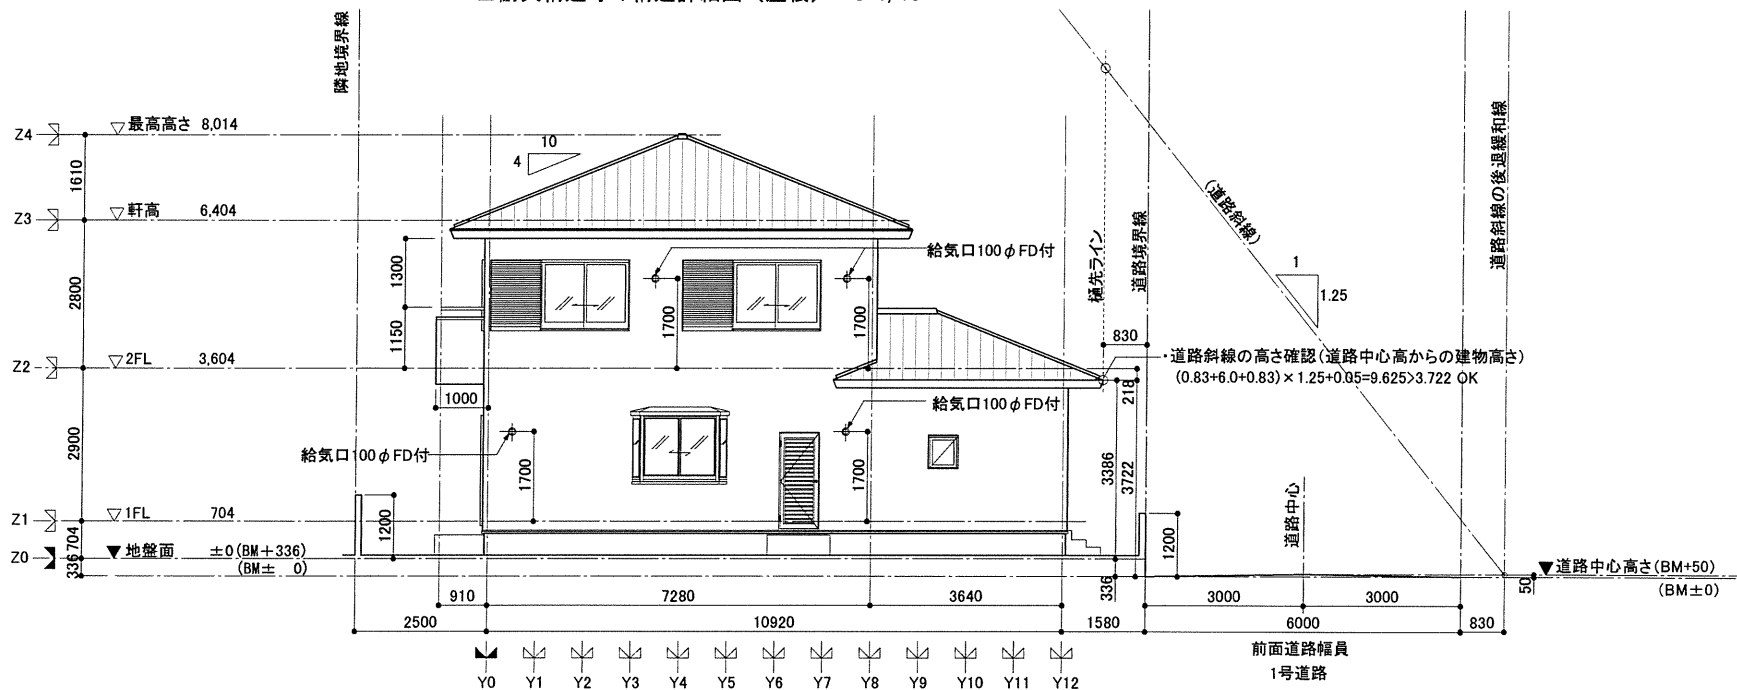 隣地境界線
Z4
最高高さ 8,014
1610
Z3
軒高 6,404
2800
Z2
2FL 3,604
2900
Z1
1FL 704
704
Z0
地盤面 ±0(BM+336)
(BM± 0)
336
10
4
1300
1150
1000
給気口100φFD付
1700
1700
給気口100φFD付
給気口100φFD付
1700
1700
1200
樋先ライン
道路境界線
830
(道路斜線)
1
1.25
道路斜線の後退緩和線
・道路斜線の高さ確認(道路中心高からの建物高さ)
(0.83+6.0+0.83)×1.25+0.05=9.625>3.722 OK
218
3386
3722
336
1200
道路中心
道路中心高さ(BM+50)
(BM±0)
50
910
7280
3640
3000
3000
2500
10920
1580
6000
830
前面道路幅員
1号道路
Y0 Y1 Y2 Y3 Y4 Y5 Y6 Y7 Y8 Y9 Y10 Y11 Y12